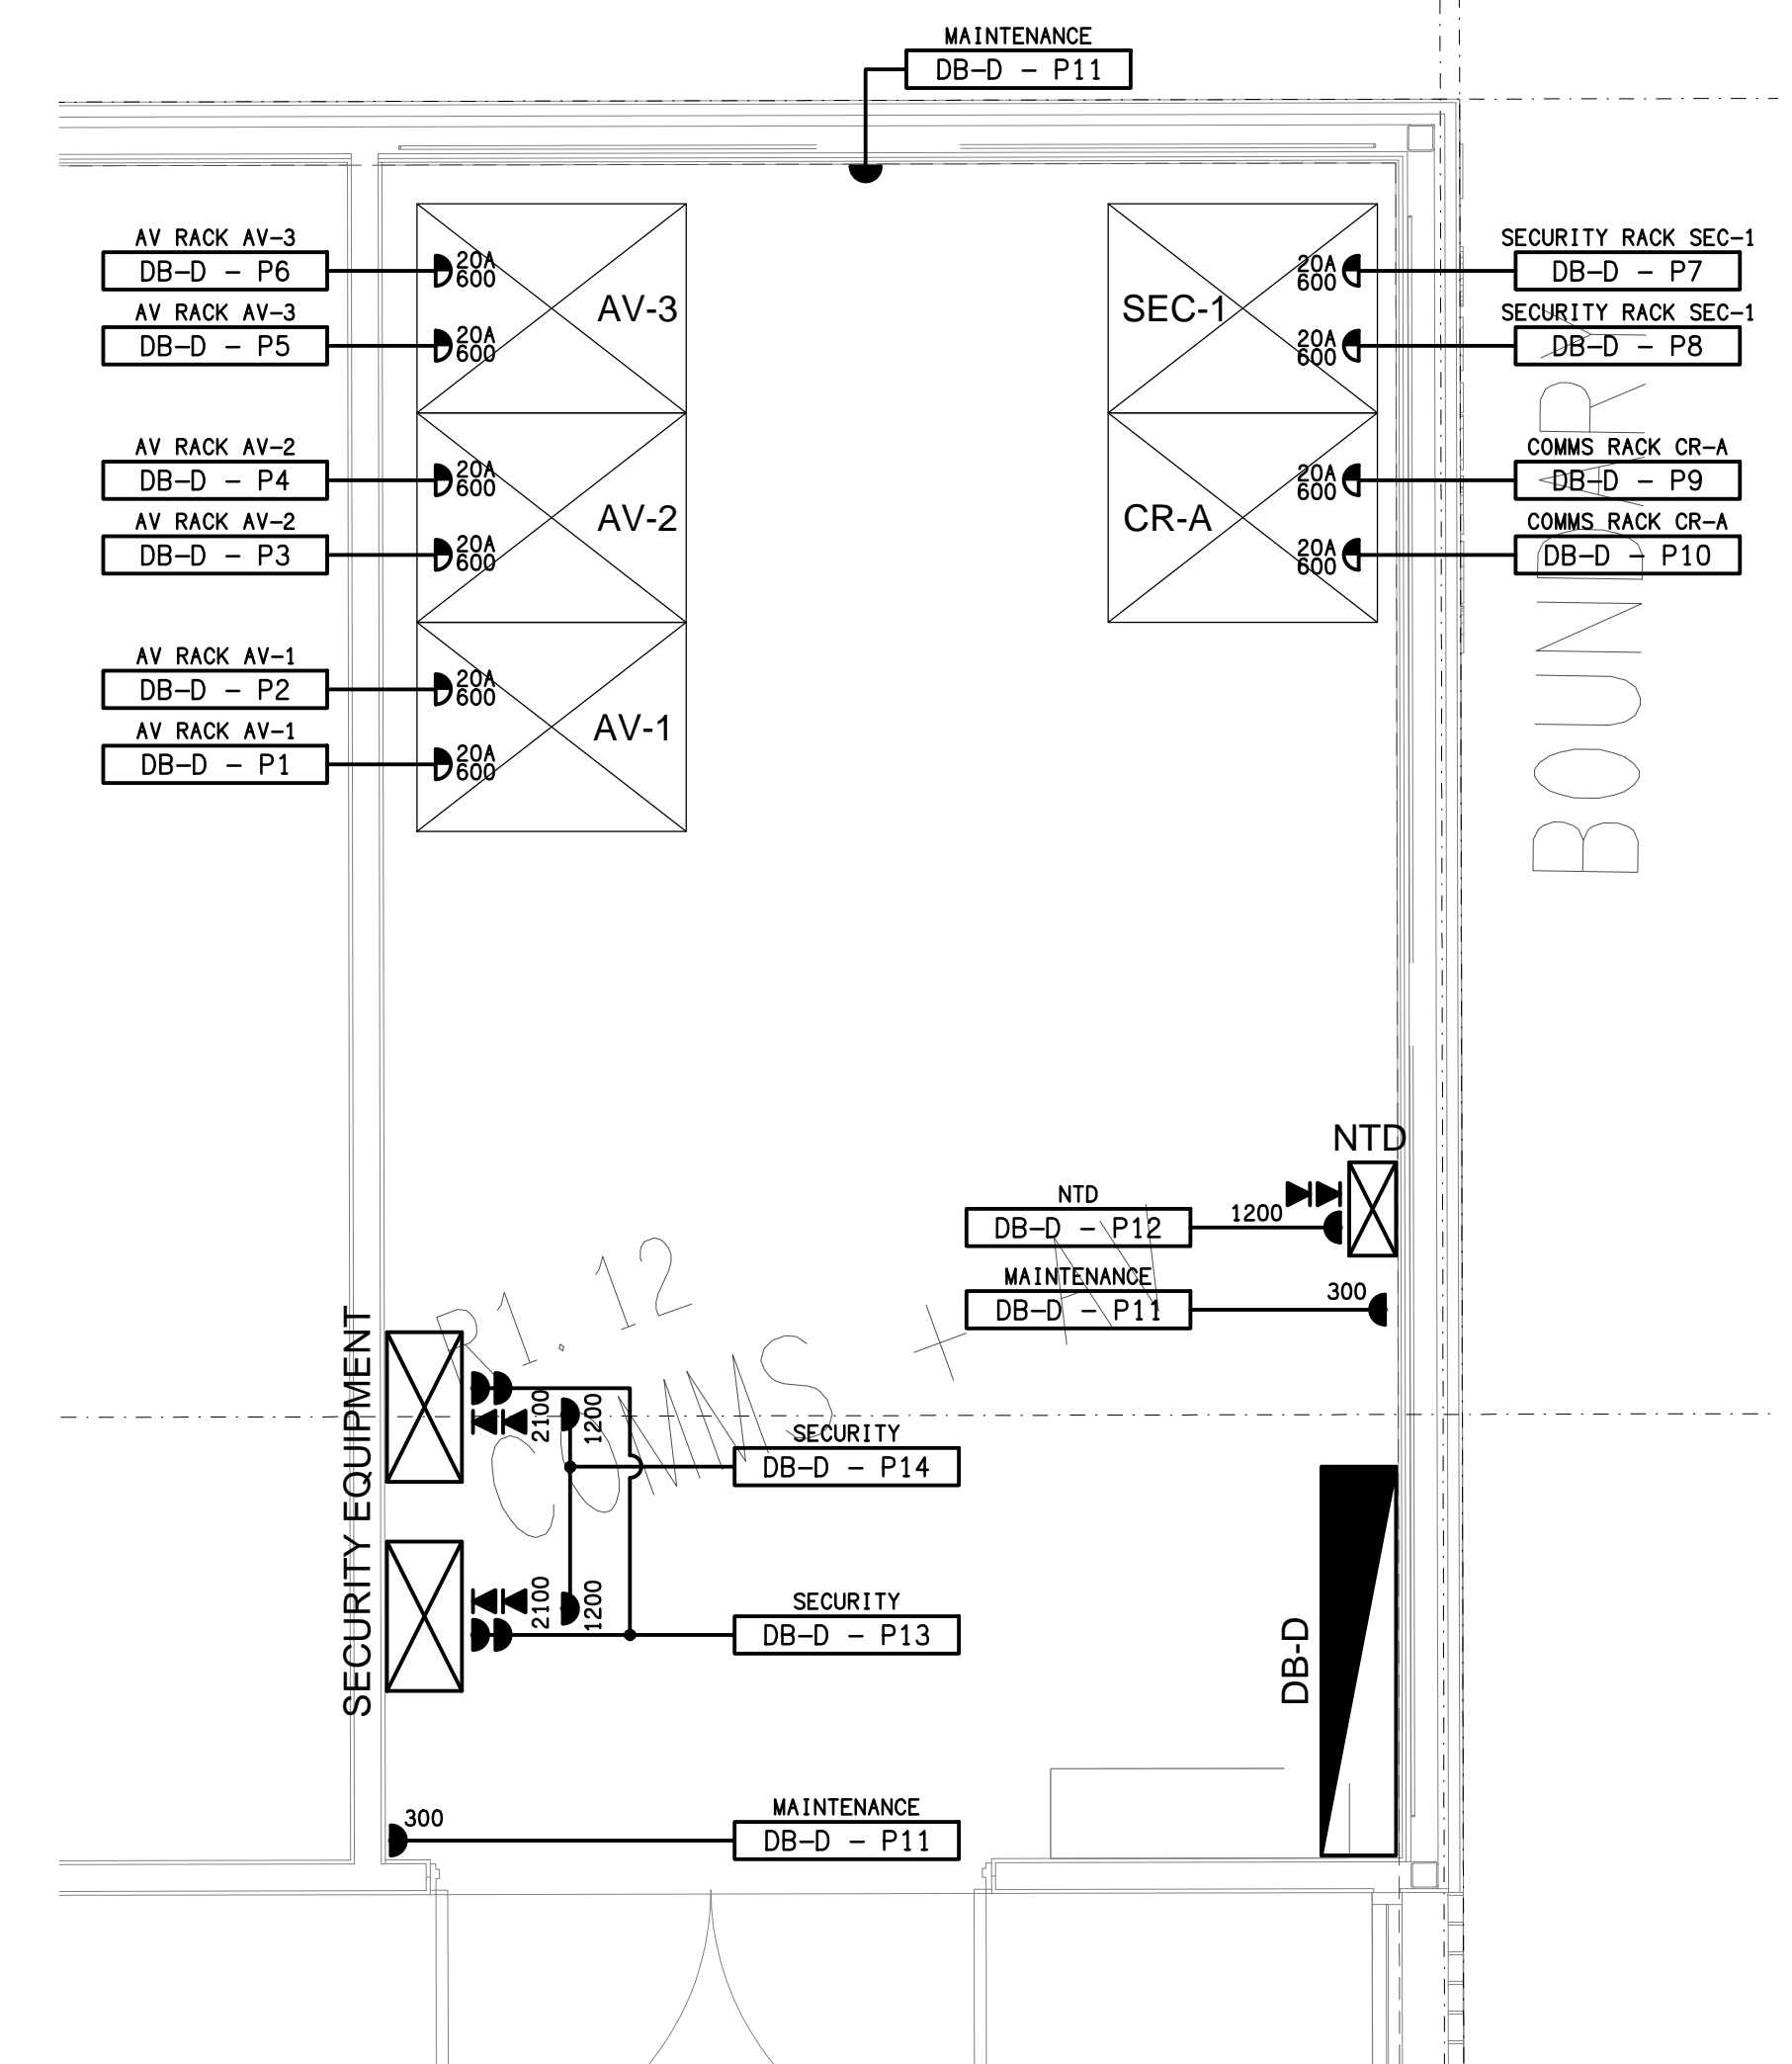 MAINTENANCE
DB-D - P11
AV RACK AV-3
DB-D - P6
20A
600
AV RACK AV-3
DB-D - P5
20A
600
AV-3
AV RACK AV-2
DB-D - P4
20A
600
AV RACK AV-2
DB-D - P3
20A
600
AV-2
AV RACK AV-1
DB-D - P2
20A
600
AV RACK AV-1
DB-D - P1
20A
600
AV-1
SEC-1
20A
600
SECURITY RACK SEC-1
DB-D - P7
20A
600
SECURITY RACK SEC-1
DB-D - P8
CR-A
20A
600
COMMS RACK CR-A
DB-D - P9
20A
600
COMMS RACK CR-A
DB-D - P10
BOUNDARY
NTD
NTD
DB-D - P12
1200
MAINTENANCE
DB-D - P11
300
R1.12
COMMS + AV
SECURITY EQUIPMENT
2100
1200
SECURITY
DB-D - P14
2100
1200
SECURITY
DB-D - P13
DB-D
300
MAINTENANCE
DB-D - P11